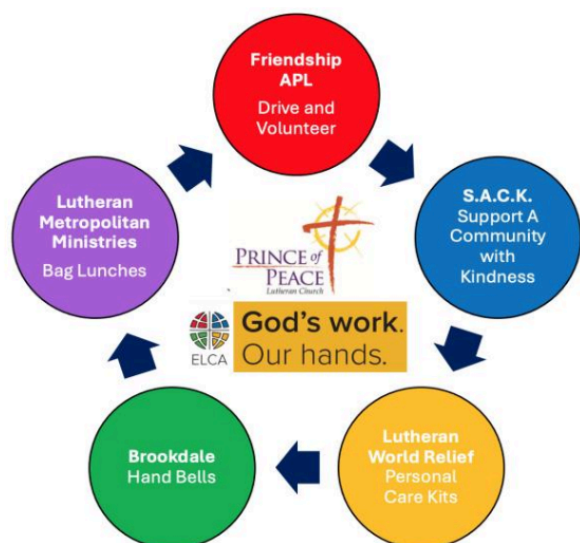 Friendship
APL
Drive and
Volunteer
S.A.C.K.
Support A
Community
with
Kindness
Lutheran
World Relief
Personal
Care Kits
Brookdale
Hand Bells
Lutheran
Metropolitan
Ministries
Bag Lunches
PRINCE of
PEACE
Lutheran Church
ELCA
God's work.
Our hands.